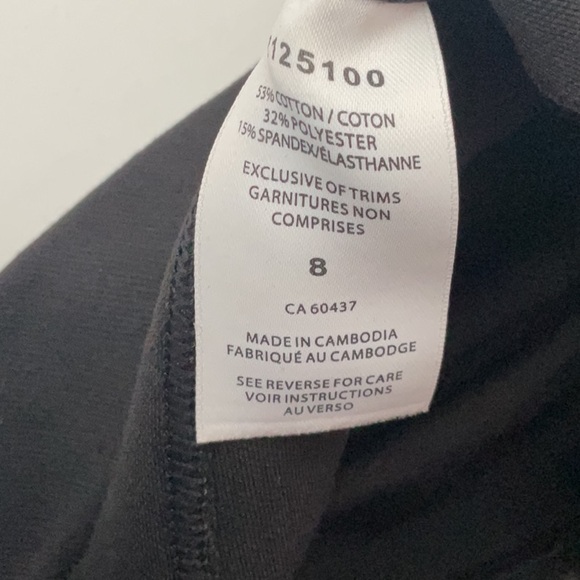 125100
53% COTTON / COTON
32% POLYESTER
15% SPANDEX/ÉLASTHANNE
EXCLUSIVE OF TRIMS
GARNITURES NON
COMPRISES
8
CA 60437
MADE IN CAMBODIA
FABRIQUÉ AU CAMBODGE
SEE REVERSE FOR CARE
VOIR INSTRUCTIONS
AU VERSO